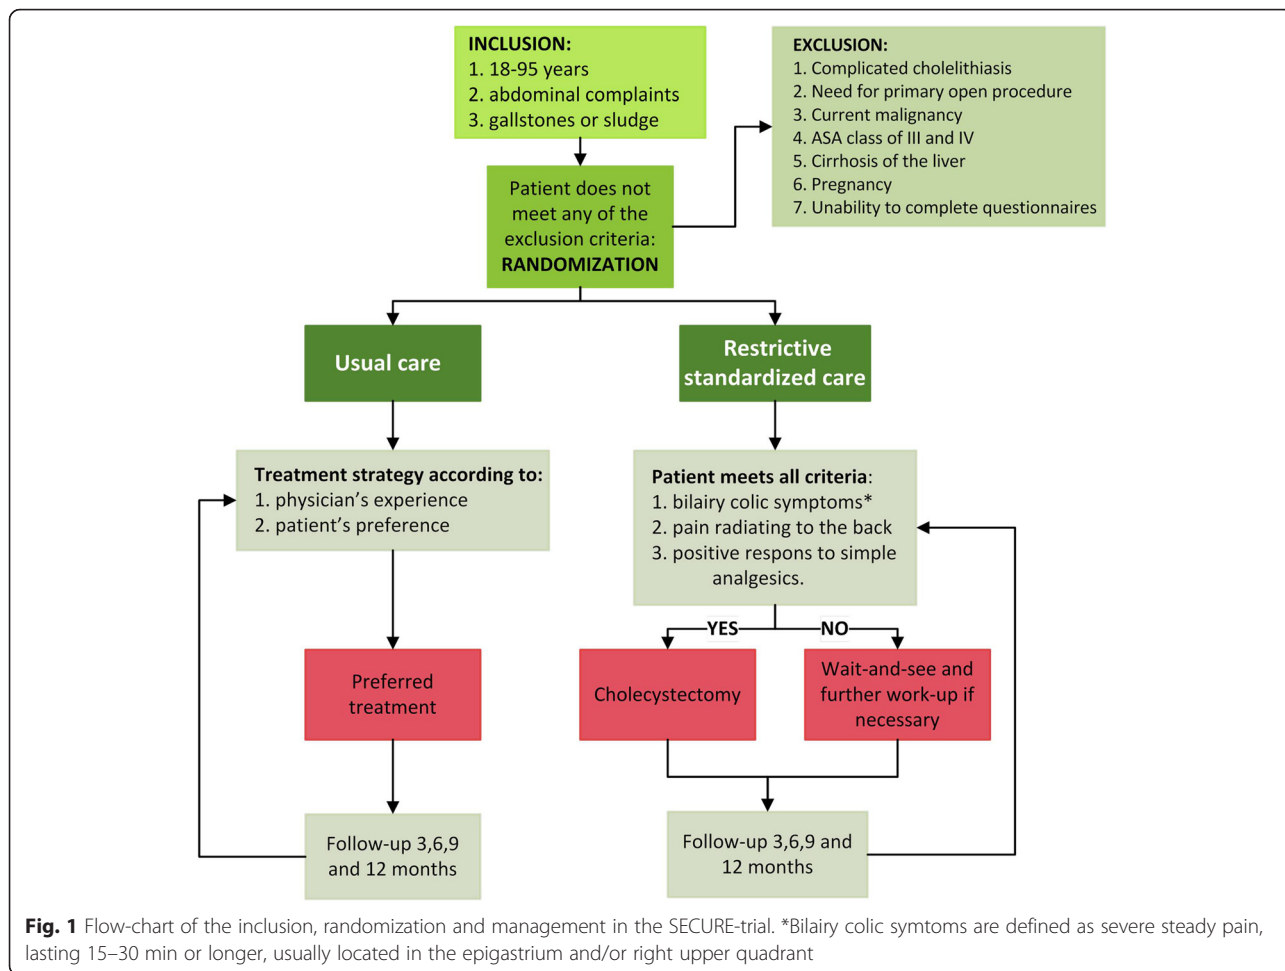 INCLUSION:
1. 18-95 years
2. abdominal complaints
3. gallstones or sludge
EXCLUSION:
1. Complicated cholelithiasis
2. Need for primary open procedure
3. Current malignancy
4. ASA class of III and IV
5. Cirrhosis of the liver
6. Pregnancy
7. Unability to complete questionnaires
Patient does not
meet any of the
exclusion criteria:
RANDOMIZATION
Usual care
Restrictive
standardized care
Treatment strategy according to:
1. physician's experience
2. patient's preference
Patient meets all criteria:
1. bilairy colic symptoms*
2. pain radiating to the back
3. positive respons to simple
analgesics.
YES
NO
Preferred
treatment
Cholecystectomy
Wait-and-see and
further work-up if
necessary
Follow-up 3,6,9
and 12 months
Follow-up 3,6,9 and
12 months
Fig. 1 Flow-chart of the inclusion, randomization and management in the SECURE-trial. *Bilairy colic symtoms are defined as severe steady pain,
lasting 15–30 min or longer, usually located in the epigastrium and/or right upper quadrant